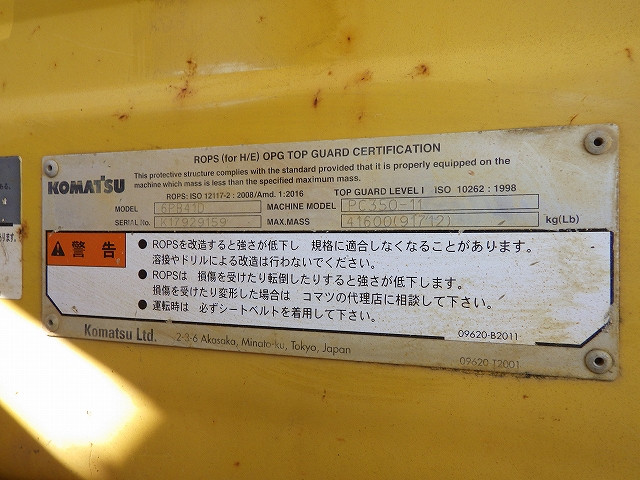 ROPS (for H/E) OPG TOP GUARD CERTIFICATION
This protective structure complies with the standard provided that it is properly equipped on the
machine which mass is less than the specified maximum mass.
KOMATSU
ROPS: ISO 12117-2 : 2008/Amd. 1:2016 TOP GUARD LEVEL I ISO 10262 : 1998
MODEL 6PB410 MACHINE MODEL PC350-11
SERIAL No. K17929159 MAX.MASS 41600(91712) kg(Lb)
警告
● ROPSを改造すると強さが低下し 規格に適合しなくなることがあります。
溶接やドリルによる改造は行わないでください。
● ROPSは 損傷を受けたり転倒したりすると強さが低下します。
損傷を受けたり変形した場合は コマツの代理店に相談して下さい。
● 運転時は 必ずシートベルトを着用して下さい。
09620-B2011
Komatsu Ltd. 2-3-6 Akasaka, Minato-ku, Tokyo, Japan
09620-T2001